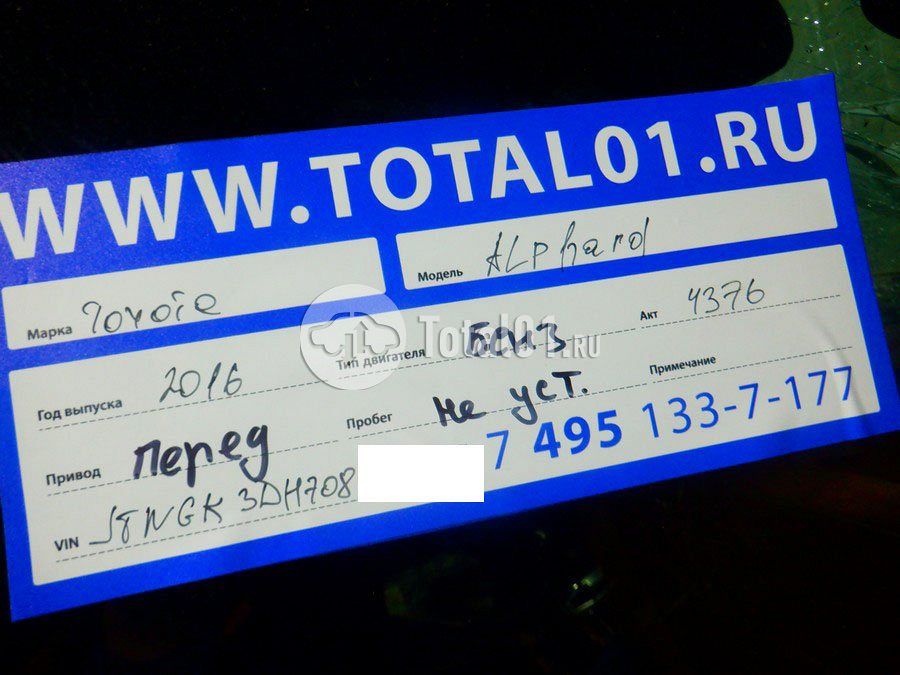 WWW.TOTAL01.RU
Марка Toyota Модель ALPhard
Год выпуска 2016 Тип двигателя Бенз Акт 4376
Привод Перед Пробег не уст. Примечание
VIN JTNGK3DH708
7 495 133-7-177
Total01.RU